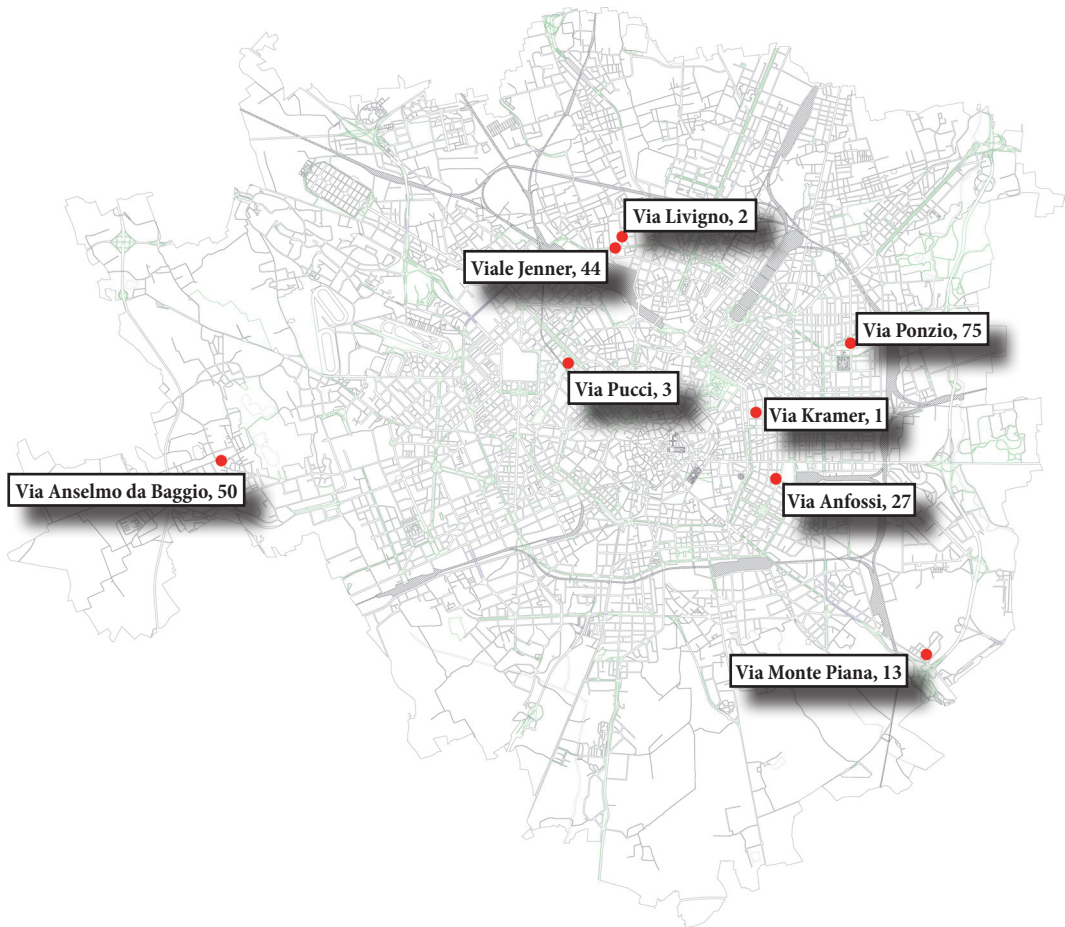 Via Livigno, 2
Viale Jenner, 44
Via Ponzio, 75
Via Pucci, 3
Via Kramer, 1
Via Anselmo da Baggio, 50
Via Anfossi, 27
Via Monte Piana, 13